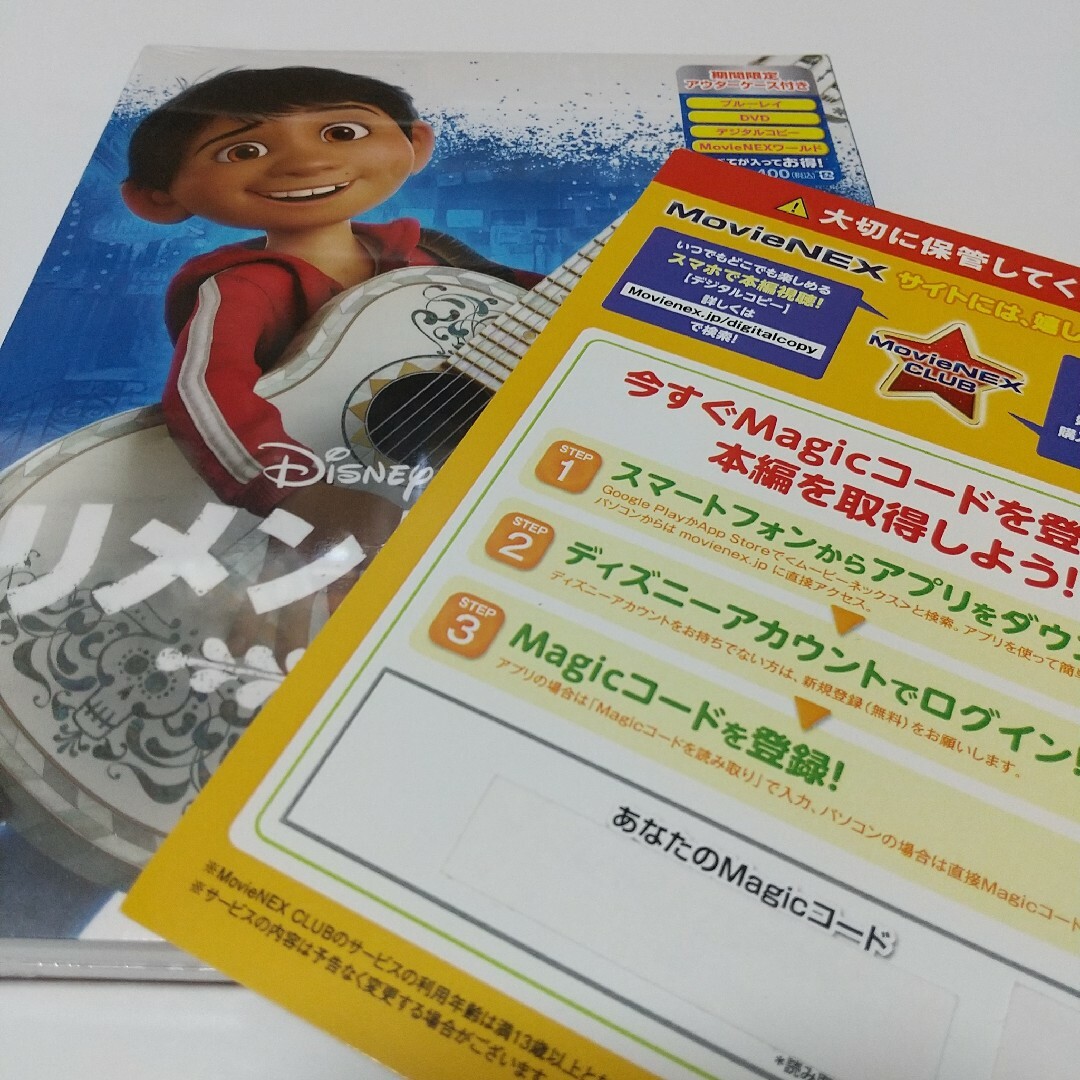 期間限定
アウターケース付き
ブルーレイ
DVD
デジタルコピー
MovieNEXワールド
てが入ってお得!
400(税込)
DISNEY
リメン
大切に保管してく
MovieNEX サイトには、嬉し
いつでもどこでも楽しめる
スマホで本編視聴!
[デジタルコピー]
詳しくは
Movienex.jp/digitalcopy
で検索!
MovieNEX
CLUB
購
今すぐMagicコードを登
本編を取得しよう!
STEP
1
スマートフォンからアプリをダウ
Google PlayかApp Storeで<ムービーネックス>と検索。アプリを使って簡単
パソコンからは movienex.jp に直接アクセス。
STEP
2
ディズニーアカウントでログイン!
ディズニーアカウントをお持ちでない方は、新規登録(無料)をお願いします。
STEP
3
Magicコードを登録!
アプリの場合は「Magicコードを読み取り」で入力、パソコンの場合は直接Magicコード
あなたのMagicコード
※MovieNEX CLUBのサービスの利用年齢は満13歳以上とな
※サービスの内容は予告なく変更する場合がございます
*読み